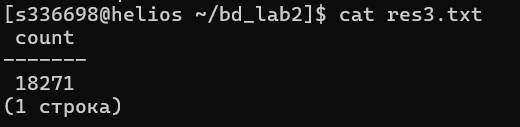 [s336698@helios ~/bd_lab2]$ cat res3.txt
 count
-------
 18271
(1 строка)